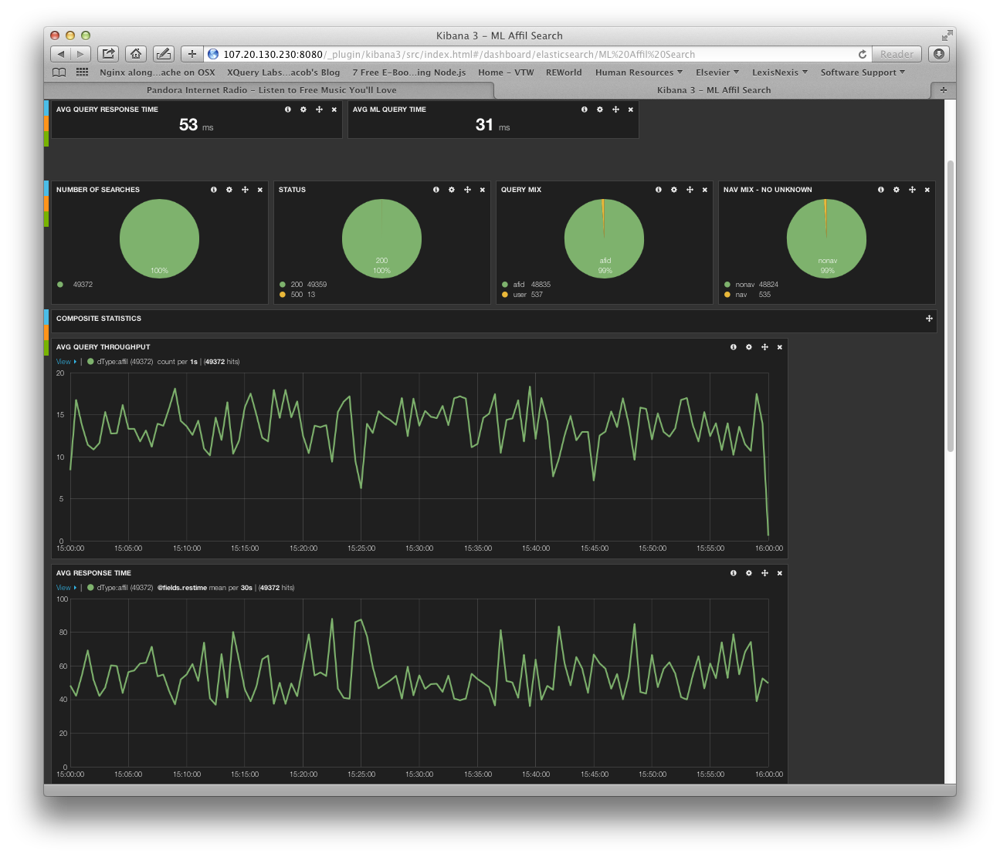 Kibana 3 – ML Affil Search
107.20.130.230:8080/_plugin/kibana3/src/index.html#/dashboard/elasticsearch/ML%20Affil%20Search
Reader
Nginx along...ache on OSX XQuery Labs...acob's Blog 7 Free E-Boo...ing Node.js Home – VTW REWorld Human Resources Elsevier LexisNexis Software Support
Pandora Internet Radio – Listen to Free Music You'll Love Kibana 3 – ML Affil Search
AVG QUERY RESPONSE TIME AVG ML QUERY TIME
53 ms 31 ms
NUMBER OF SEARCHES STATUS QUERY MIX NAV MIX - NO UNKNOWN
200 afid nonav
100% 100% 99% 99%
49372 200 49359 afid 48835 nonav 48824
500 13 user 537 nav 535
COMPOSITE STATISTICS
AVG QUERY THROUGHPUT
View | dType:affil (49372) count per 1s | (49372 hits)
20
15
10
5
0
15:00:00 15:05:00 15:10:00 15:15:00 15:20:00 15:25:00 15:30:00 15:35:00 15:40:00 15:45:00 15:50:00 15:55:00 16:00:00
AVG RESPONSE TIME
View | dType:affil (49372) @fields.restime mean per 30s | (49372 hits)
100
80
60
40
20
0
15:00:00 15:05:00 15:10:00 15:15:00 15:20:00 15:25:00 15:30:00 15:35:00 15:40:00 15:45:00 15:50:00 15:55:00 16:00:00